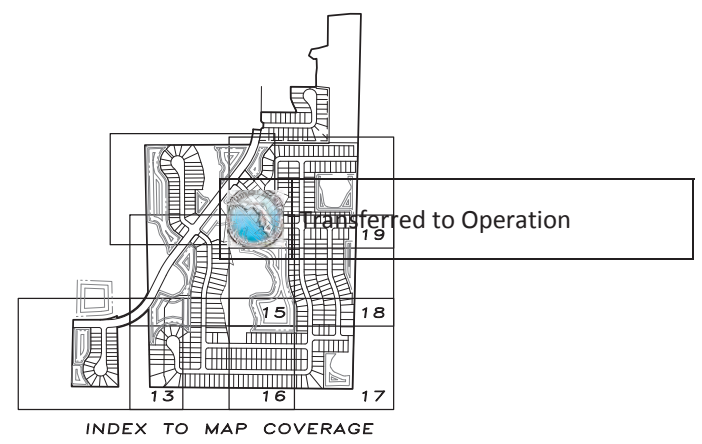 Transferred to Operation
19
15 18
13 16 17
INDEX TO MAP COVERAGE